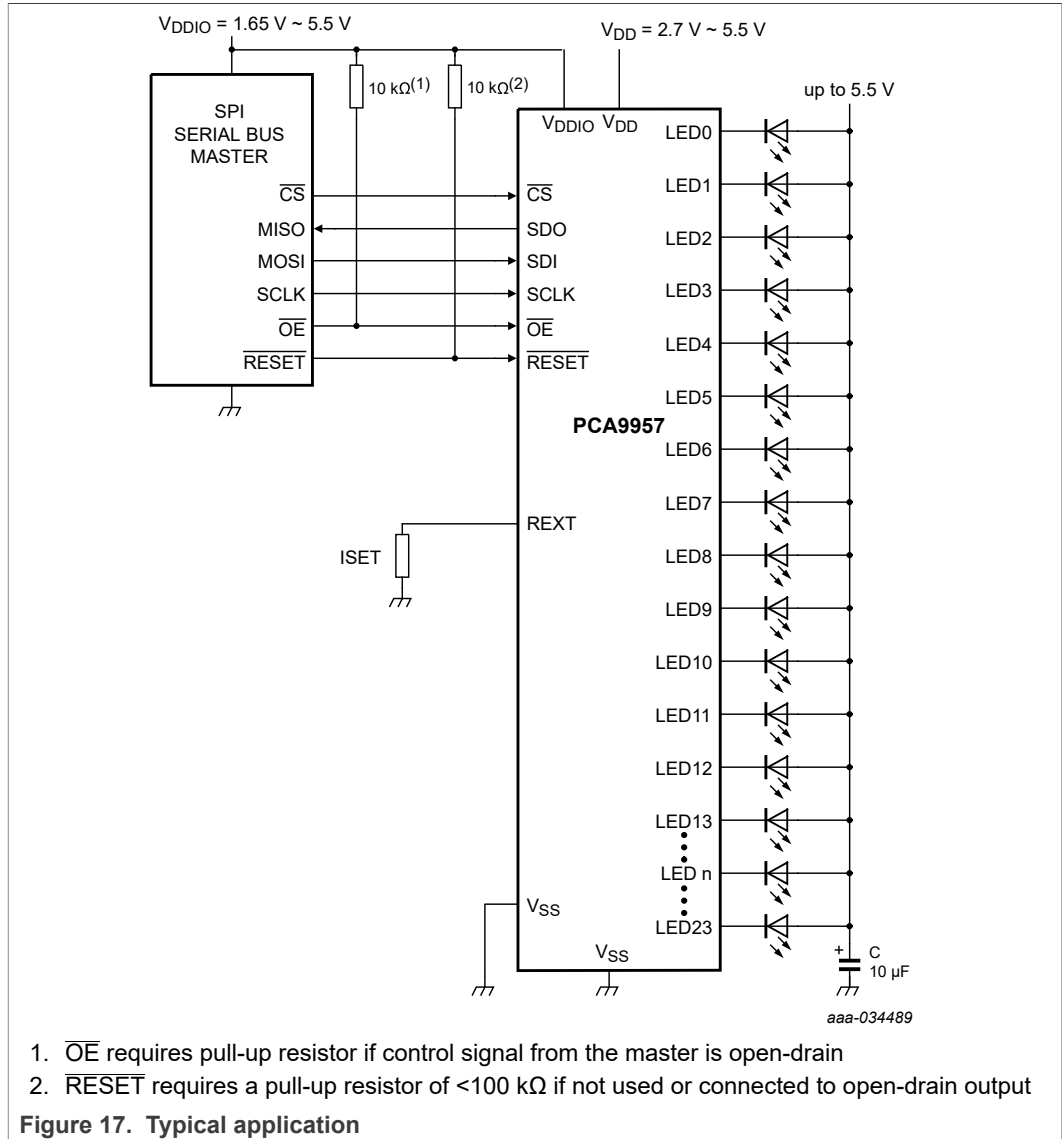 VDDIO = 1.65 V ~ 5.5 V
VDD = 2.7 V ~ 5.5 V
10 kΩ(1)
10 kΩ(2)
up to 5.5 V
SPI
SERIAL BUS
MASTER
CS
MISO
MOSI
SCLK
OE
RESET
VDDIO
VDD
CS
SDO
SDI
SCLK
OE
RESET
PCA9957
REXT
ISET
VSS
VSS
LED0
LED1
LED2
LED3
LED4
LED5
LED6
LED7
LED8
LED9
LED10
LED11
LED12
LED13
LED n
LED23
+
C
10 µF
aaa-034489
1. OE requires pull-up resistor if control signal from the master is open-drain
2. RESET requires a pull-up resistor of <100 kΩ if not used or connected to open-drain output
Figure 17. Typical application